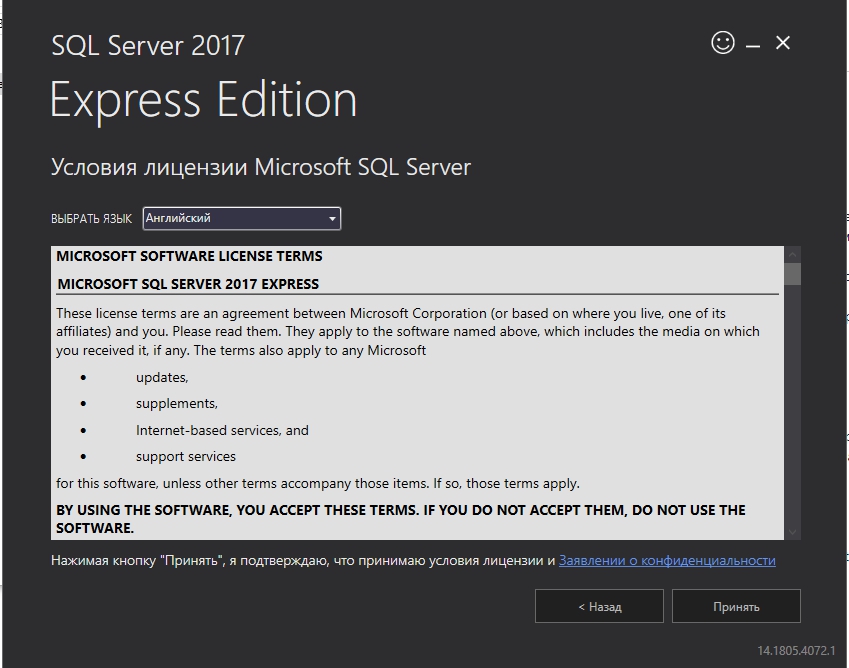 SQL Server 2017
Express Edition
Условия лицензии Microsoft SQL Server
ВЫБРАТЬ ЯЗЫК Английский
MICROSOFT SOFTWARE LICENSE TERMS
MICROSOFT SQL SERVER 2017 EXPRESS
These license terms are an agreement between Microsoft Corporation (or based on where you live, one of its
affiliates) and you. Please read them. They apply to the software named above, which includes the media on which
you received it, if any. The terms also apply to any Microsoft
• updates,
• supplements,
• Internet-based services, and
• support services
for this software, unless other terms accompany those items. If so, those terms apply.
BY USING THE SOFTWARE, YOU ACCEPT THESE TERMS. IF YOU DO NOT ACCEPT THEM, DO NOT USE THE
SOFTWARE.
Нажимая кнопку "Принять", я подтверждаю, что принимаю условия лицензии и Заявлении о конфиденциальности
< Назад Принять
14.1805.4072.1